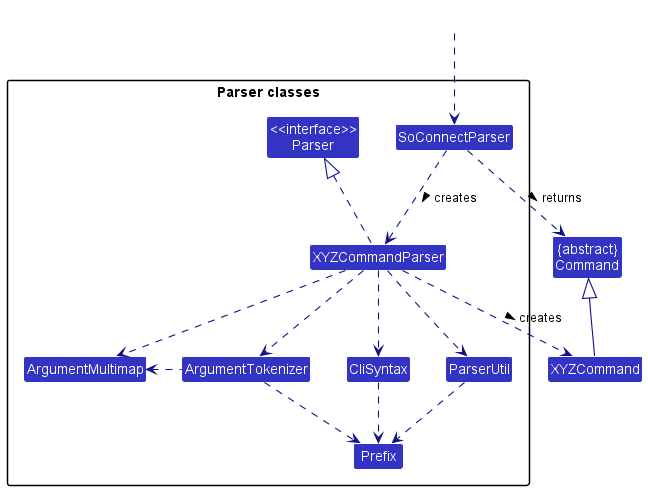 Parser classes
<<interface>>
Parser
SoConnectParser
creates
returns
XYZCommandParser
{abstract}
Command
creates
ArgumentMultimap
ArgumentTokenizer
CliSyntax
ParserUtil
XYZCommand
Prefix